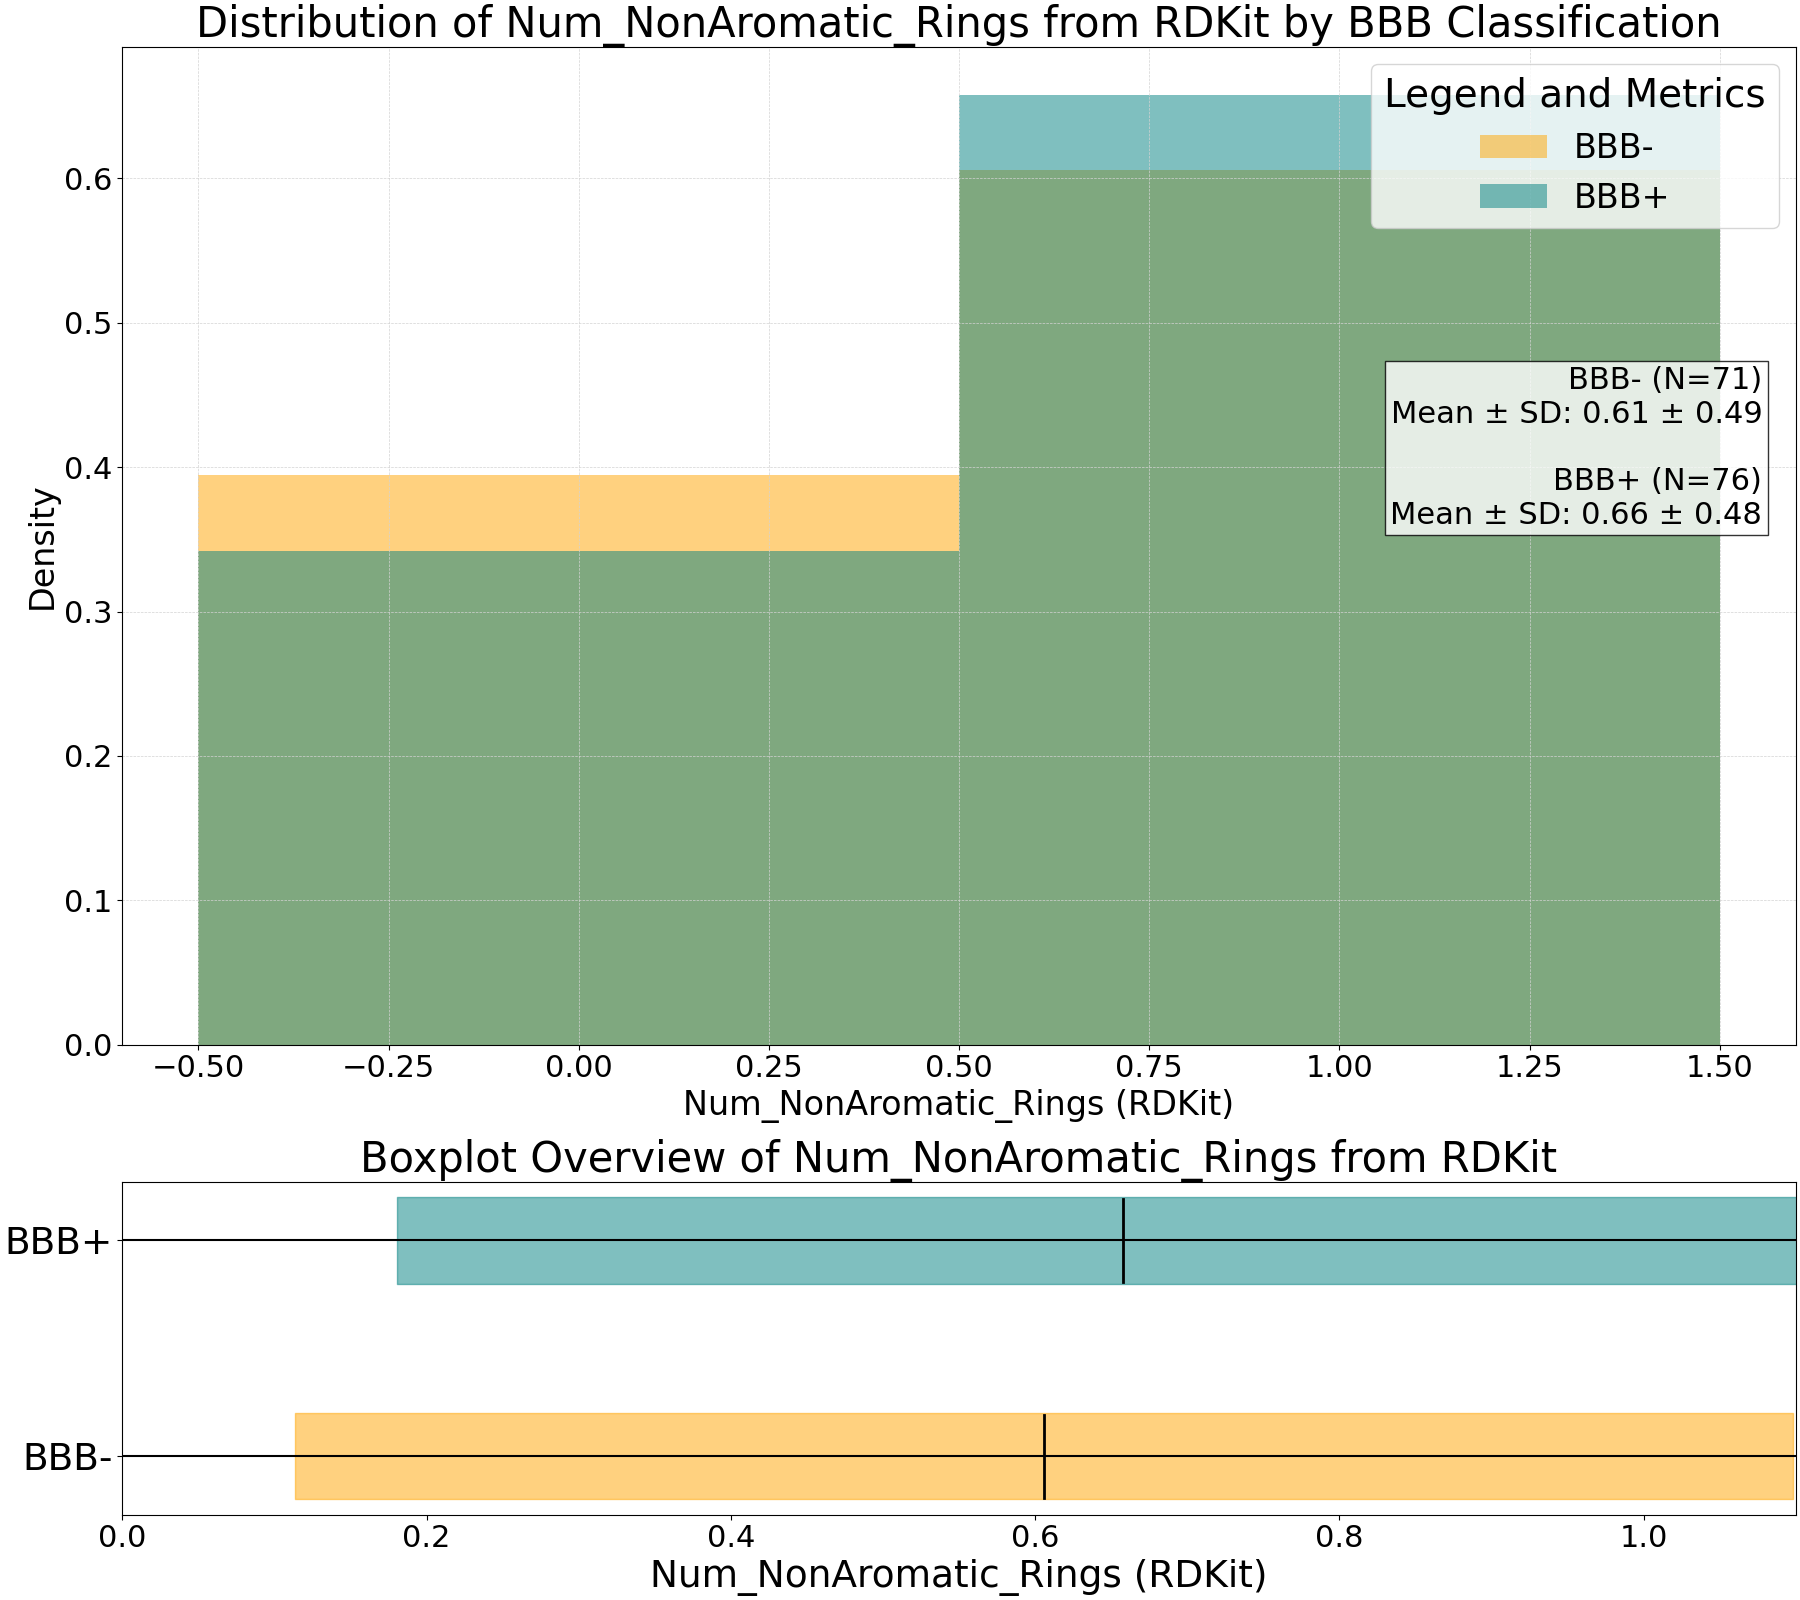 Distribution of Num_NonAromatic_Rings from RDKit by BBB Classification
Legend and Metrics
BBB-
BBB+
BBB- (N=71)
Mean ± SD: 0.61 ± 0.49
BBB+ (N=76)
Mean ± SD: 0.66 ± 0.48
Density
0.6
0.5
0.4
0.3
0.2
0.1
0.0
−0.50 −0.25 0.00 0.25 0.50 0.75 1.00 1.25 1.50
Num_NonAromatic_Rings (RDKit)
Boxplot Overview of Num_NonAromatic_Rings from RDKit
BBB+
BBB-
0.0 0.2 0.4 0.6 0.8 1.0
Num_NonAromatic_Rings (RDKit)